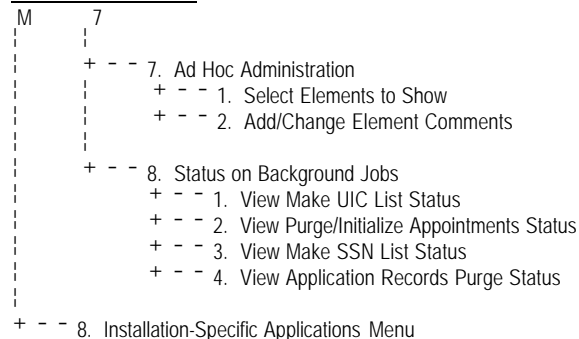 M 7
+ - - 7. Ad Hoc Administration
+ - - 1. Select Elements to Show
+ - - 2. Add/Change Element Comments
+ - - 8. Status on Background Jobs
+ - - 1. View Make UIC List Status
+ - - 2. View Purge/Initialize Appointments Status
+ - - 3. View Make SSN List Status
+ - - 4. View Application Records Purge Status
+ - - 8. Installation-Specific Applications Menu